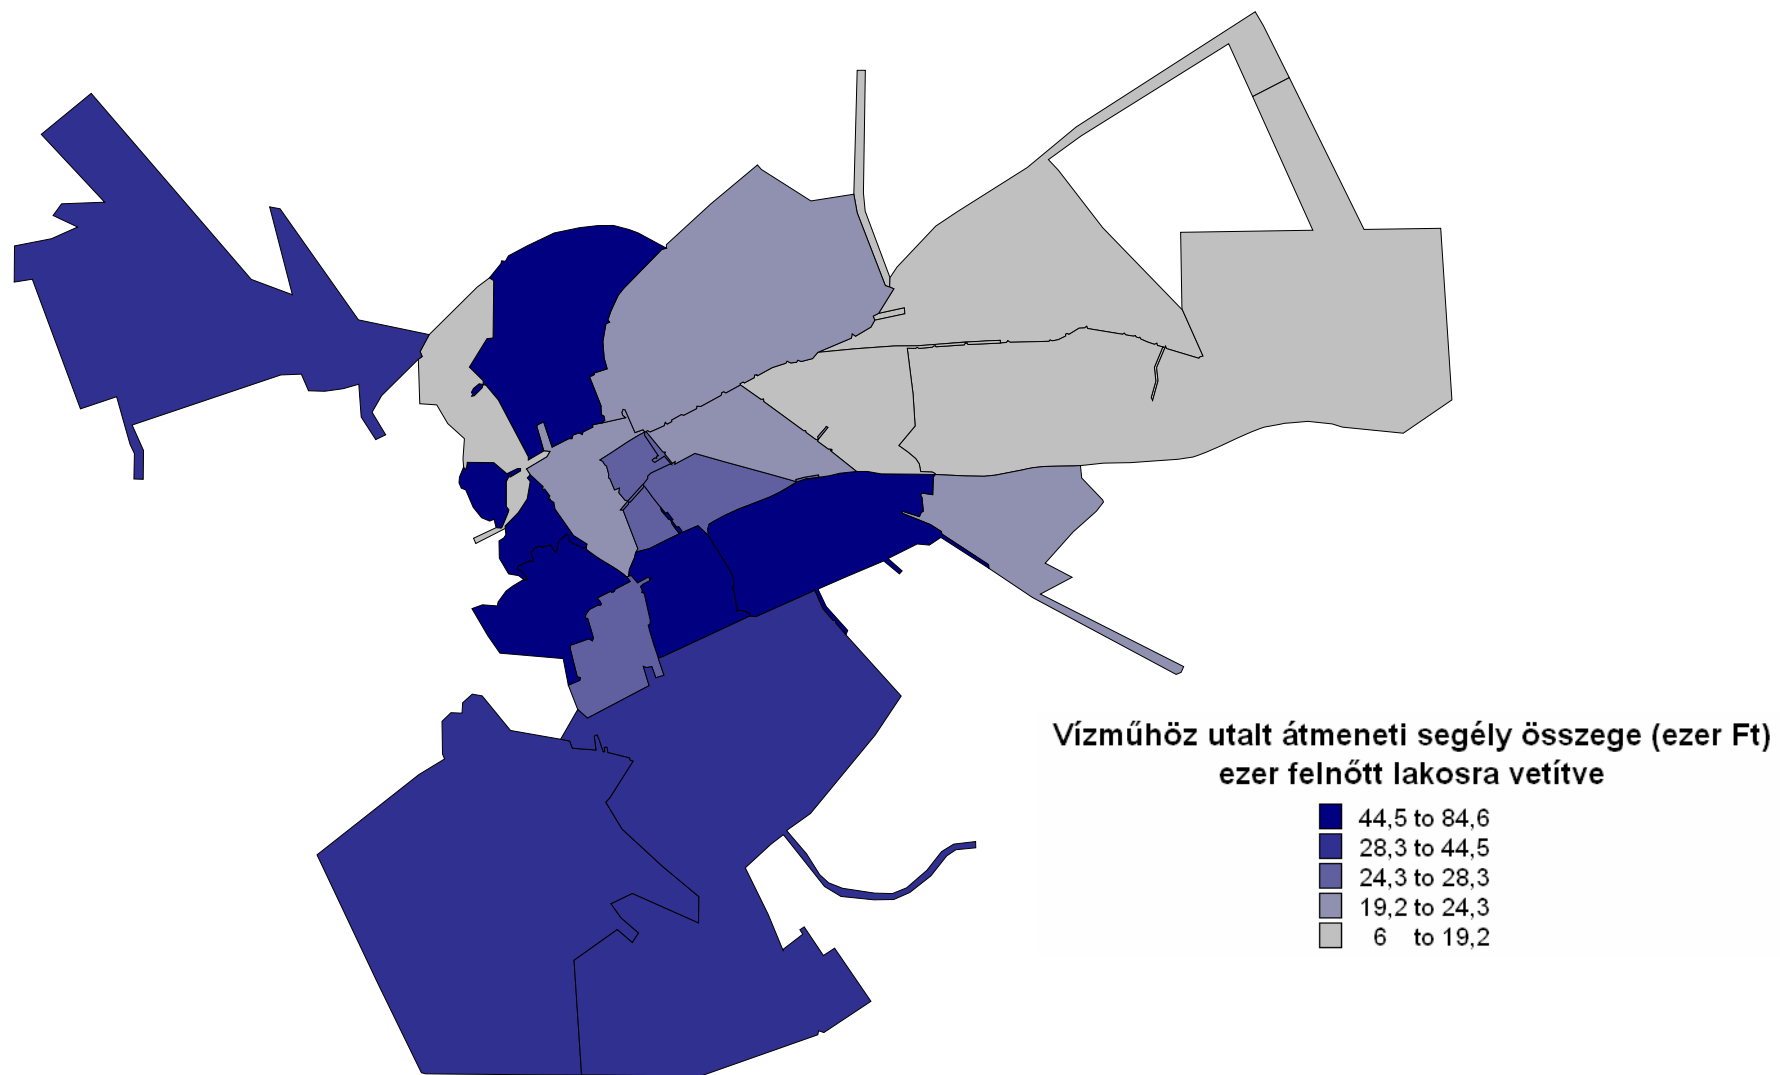 Vízműhöz utalt átmeneti segély összege (ezer Ft)
ezer felnőtt lakosra vetítve
44,5 to 84,6
28,3 to 44,5
24,3 to 28,3
19,2 to 24,3
6 to 19,2